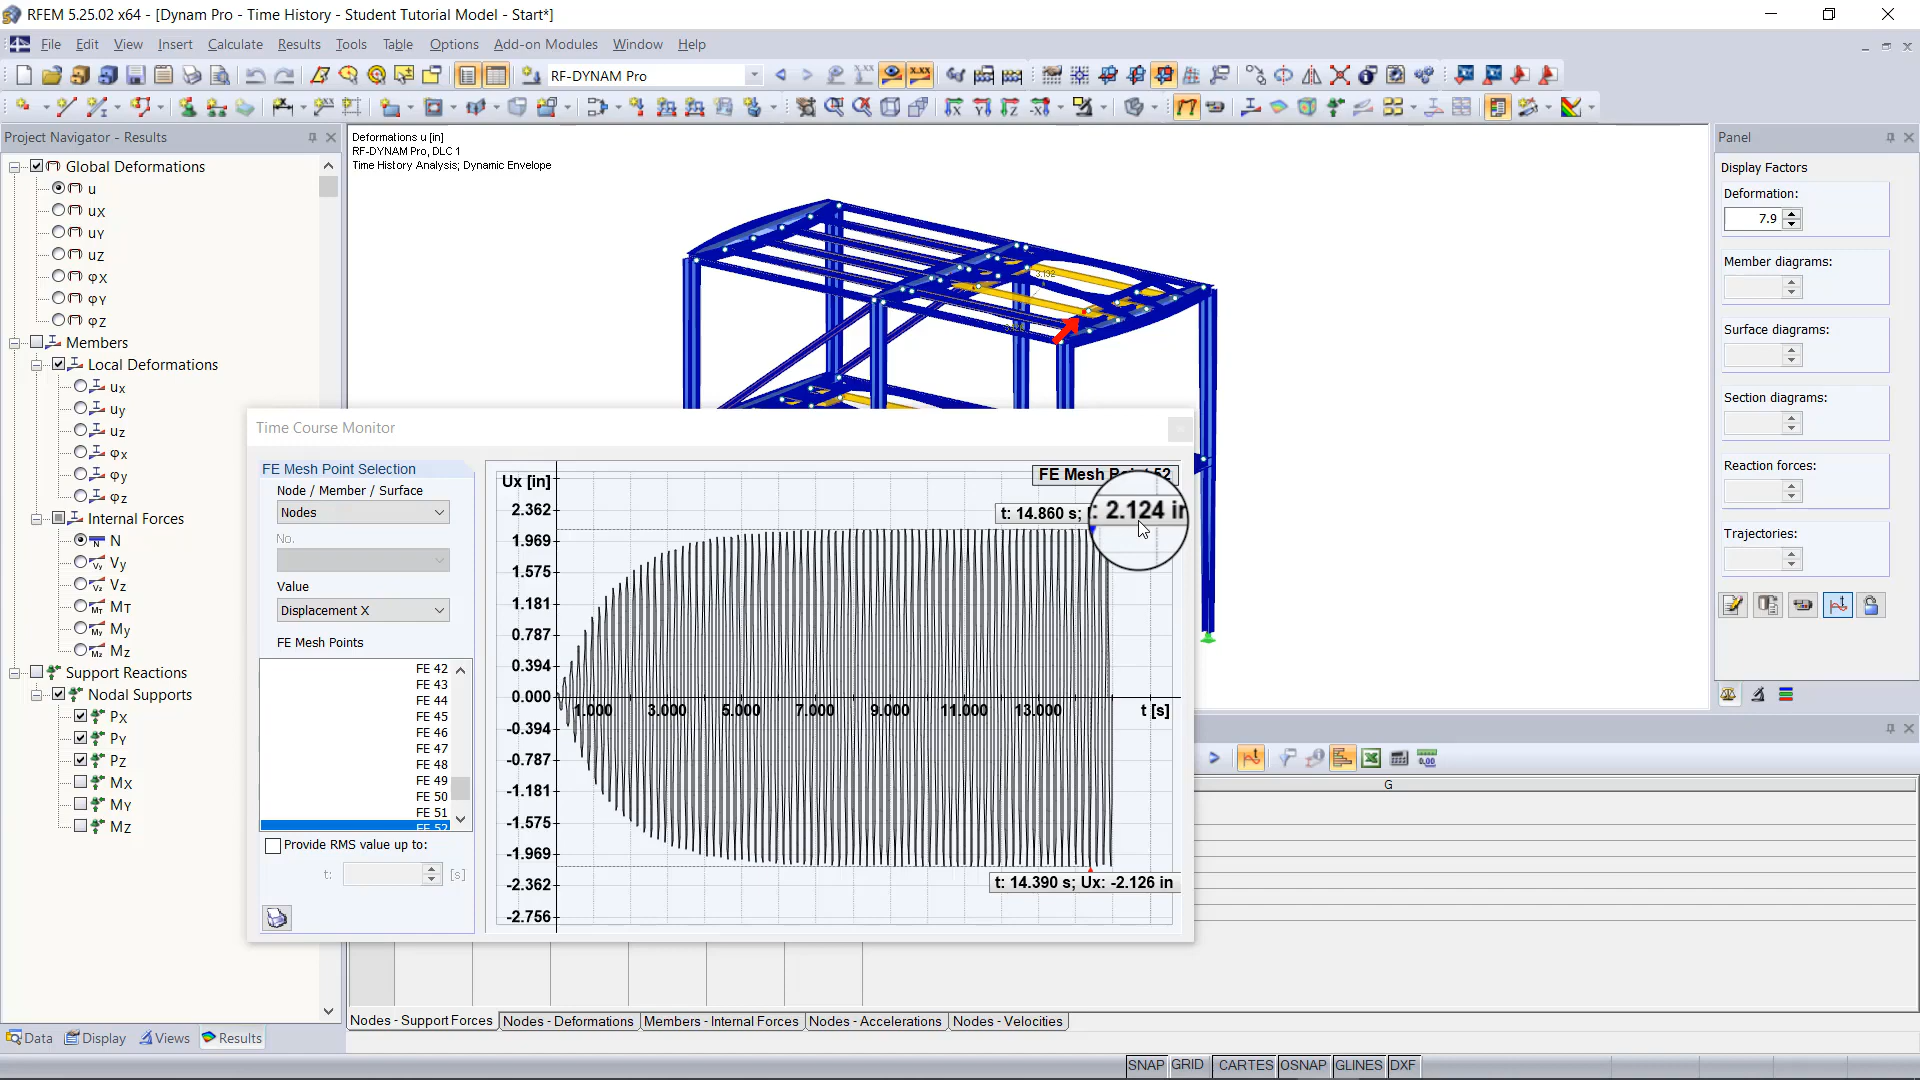 RFEM 5.25.02 x64 - [Dynam Pro - Time History - Student Tutorial Model - Start*]
File Edit View Insert Calculate Results Tools Table Options Add-on Modules Window Help
RF-DYNAM Pro
Project Navigator - Results
Global Deformations
u
uX
uY
uZ
φX
φY
φZ
Members
Local Deformations
ux
uy
uz
φx
φy
φz
Internal Forces
N
Vy
Vz
MT
My
Mz
Support Reactions
Nodal Supports
PX
PY
PZ
MX
MY
MZ
Data Display Views Results
Deformations u [in]
RF-DYNAM Pro, DLC 1
Time History Analysis; Dynamic Envelope
3.132
Time Course Monitor
FE Mesh Point Selection
Node / Member / Surface
Nodes
No.
Value
Displacement X
FE Mesh Points
FE 42
FE 43
FE 44
FE 45
FE 46
FE 47
FE 48
FE 49
FE 50
FE 51
FE 52
Provide RMS value up to:
t: [s]
Ux [in]
2.362
1.969
1.575
1.181
0.787
0.394
0.000
-0.394
-0.787
-1.181
-1.575
-1.969
-2.362
-2.756
1.000 3.000 5.000 7.000 9.000 11.000 13.000 t [s]
FE Mesh 52
t: 14.860 s; : 2.124 in
t: 14.390 s; Ux: -2.126 in
G
Nodes - Support Forces Nodes - Deformations Members - Internal Forces Nodes - Accelerations Nodes - Velocities
Panel
Display Factors
Deformation:
7.9
Member diagrams:
Surface diagrams:
Section diagrams:
Reaction forces:
Trajectories:
SNAP GRID CARTES OSNAP GLINES DXF